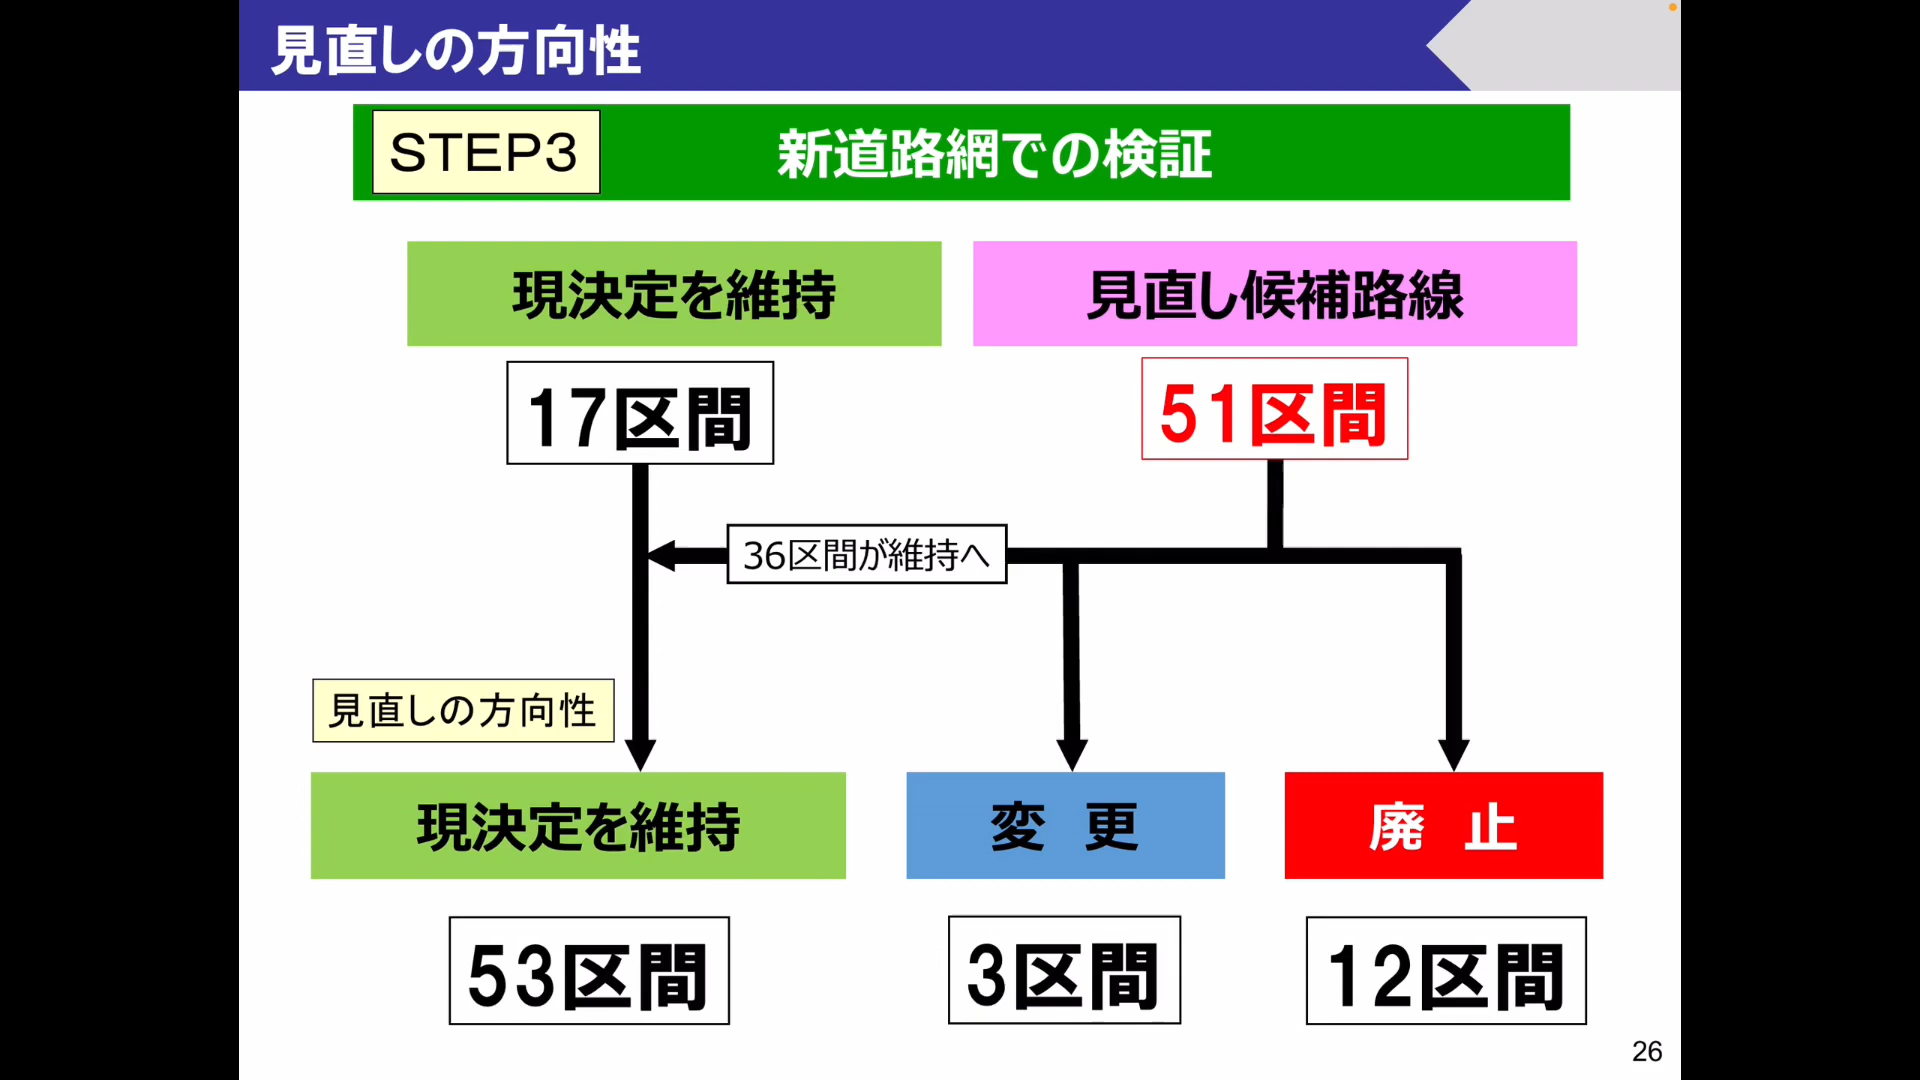 見直しの方向性
STEP3
新道路網での検証
現決定を維持
見直し候補路線
17区間
51区間
36区間が維持へ
見直しの方向性
現決定を維持
変　更
廃　止
53区間
3区間
12区間
26